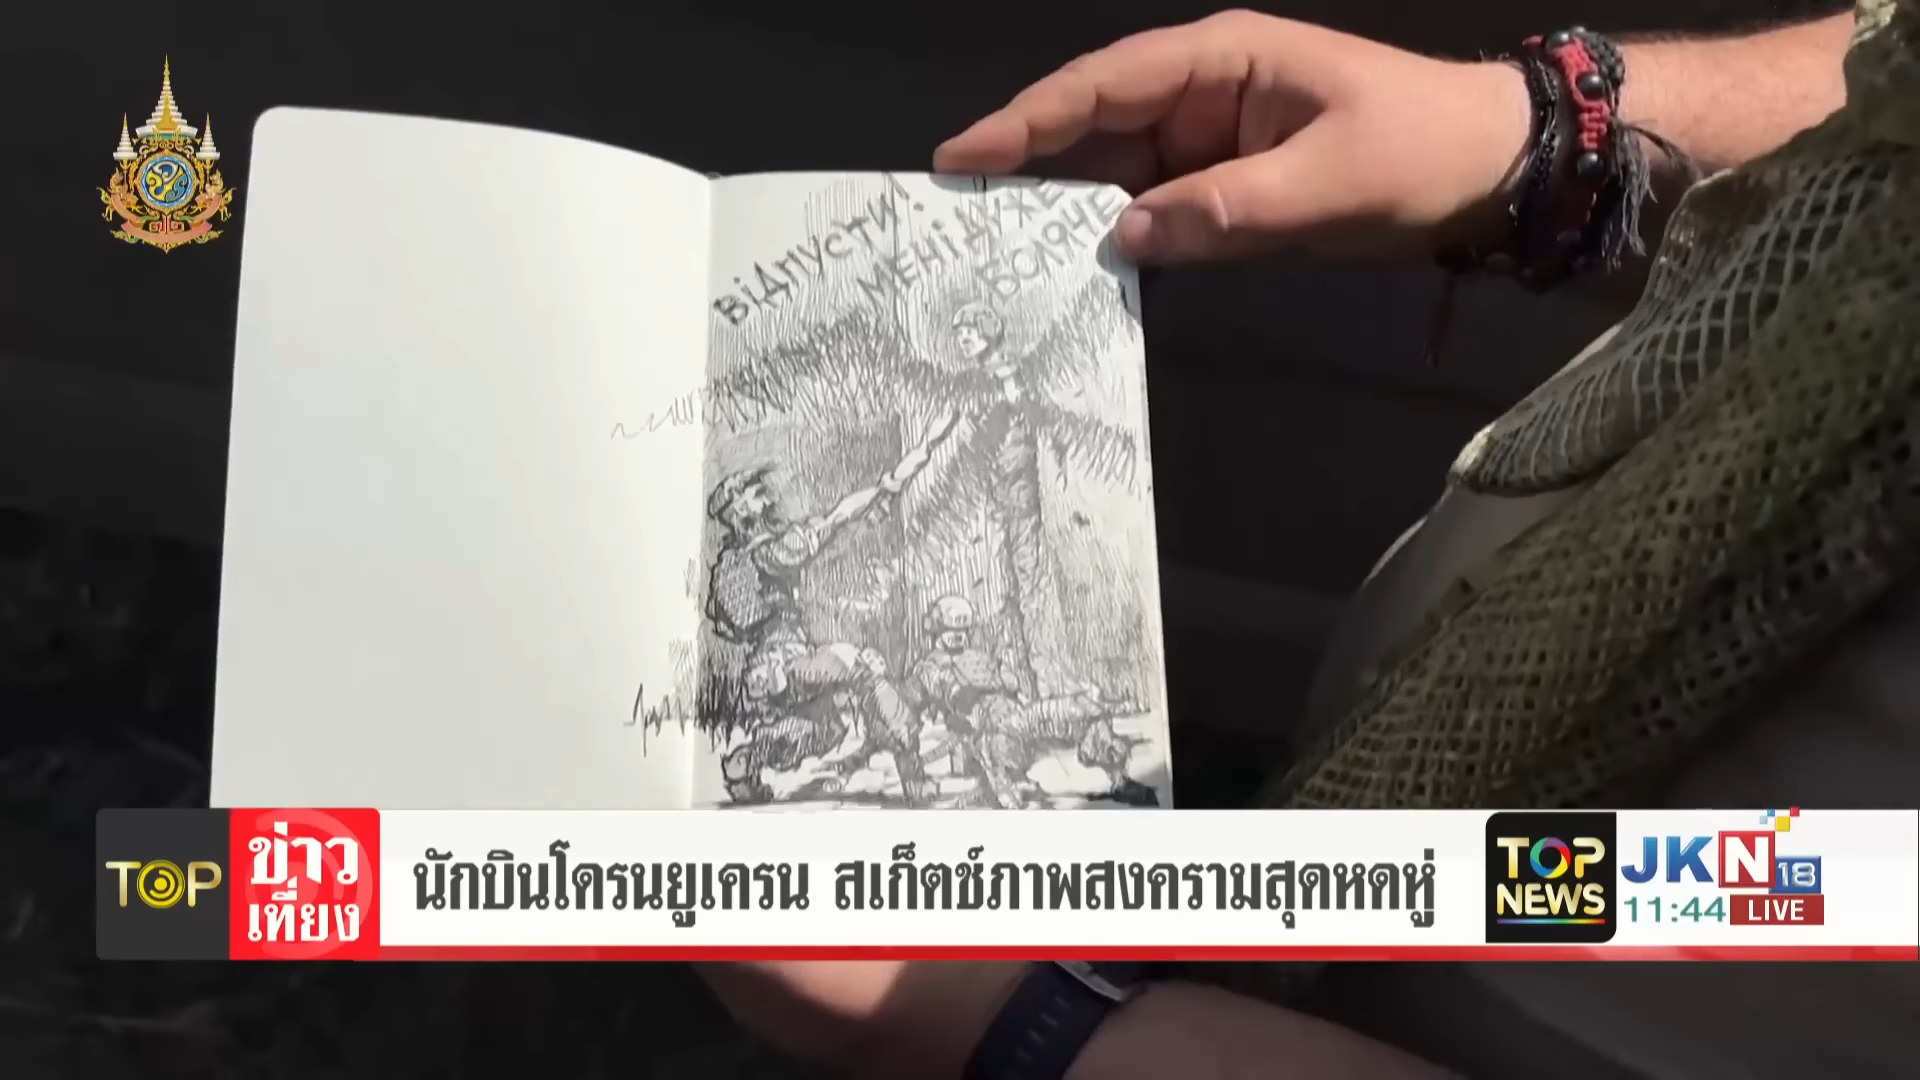 ВІДПУСТИ!
МЕНІ ДУЖЕ
БОЛЯЧЕ
TOP
ข่าว
เที่ยง
นักบินโดรนยูเครน สเก็ตช์ภาพสงครามสุดหดหู่
TOP
NEWS
JKN18
11:44 LIVE